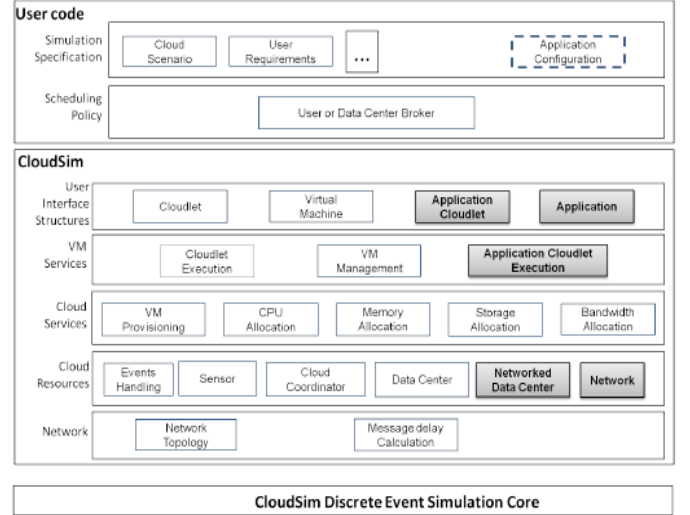 User code
Simulation
Specification
Cloud
Scenario
User
Requirements
...
Application
Configuration
Scheduling
Policy
User or Data Center Broker
CloudSim
User
Interface
Structures
Cloudlet
Virtual
Machine
Application
Cloudlet
Application
VM
Services
Cloudlet
Execution
VM
Management
Application Cloudlet
Execution
Cloud
Services
VM
Provisioning
CPU
Allocation
Memory
Allocation
Storage
Allocation
Bandwidth
Allocation
Cloud
Resources
Events
Handling
Sensor
Cloud
Coordinator
Data Center
Networked
Data Center
Network
Network
Network
Topology
Message delay
Calculation
CloudSim Discrete Event Simulation Core